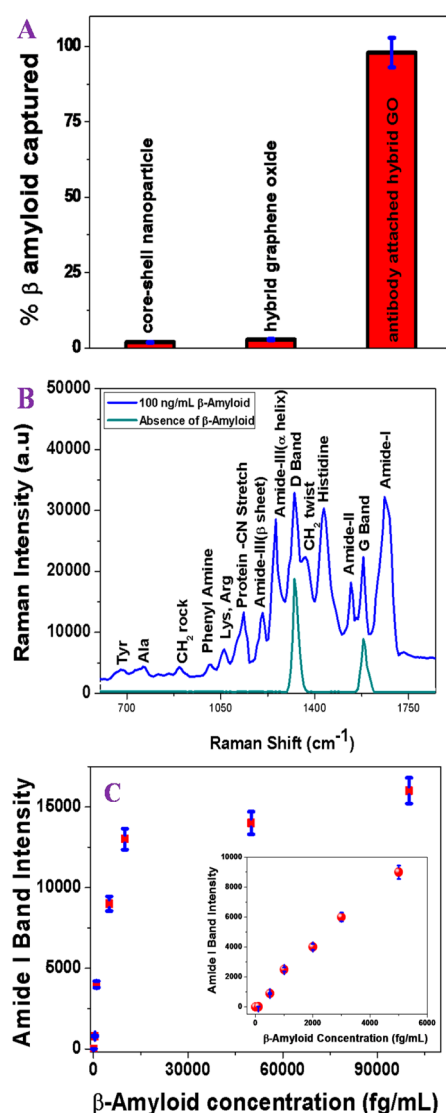 A
% β amyloid captured
100
75
50
25
0
core-shell nanoparticle
hybrid graphene oxide
antibody attached hybrid GO
B
Raman Intensity (a.u)
50000
40000
30000
20000
10000
0
100 ng/mL β-Amyloid
Absence of β-Amyloid
Tyr
Ala
CH2 rock
Phenyl Amine
Lys, Arg
Protein -CN Stretch
Amide-III(β sheet)
Amide-III(α helix)
D Band
CH2 twist
Histidine
Amide-II
G Band
Amide-I
700
1050
1400
1750
Raman Shift (cm-1)
C
Amide I Band Intensity
15000
10000
5000
0
0
30000
60000
90000
β-Amyloid concentration (fg/mL)
Amide I Band Intensity
10000
8000
6000
4000
2000
0
0
2000
4000
6000
β-Amyloid Concentration (fg/mL)